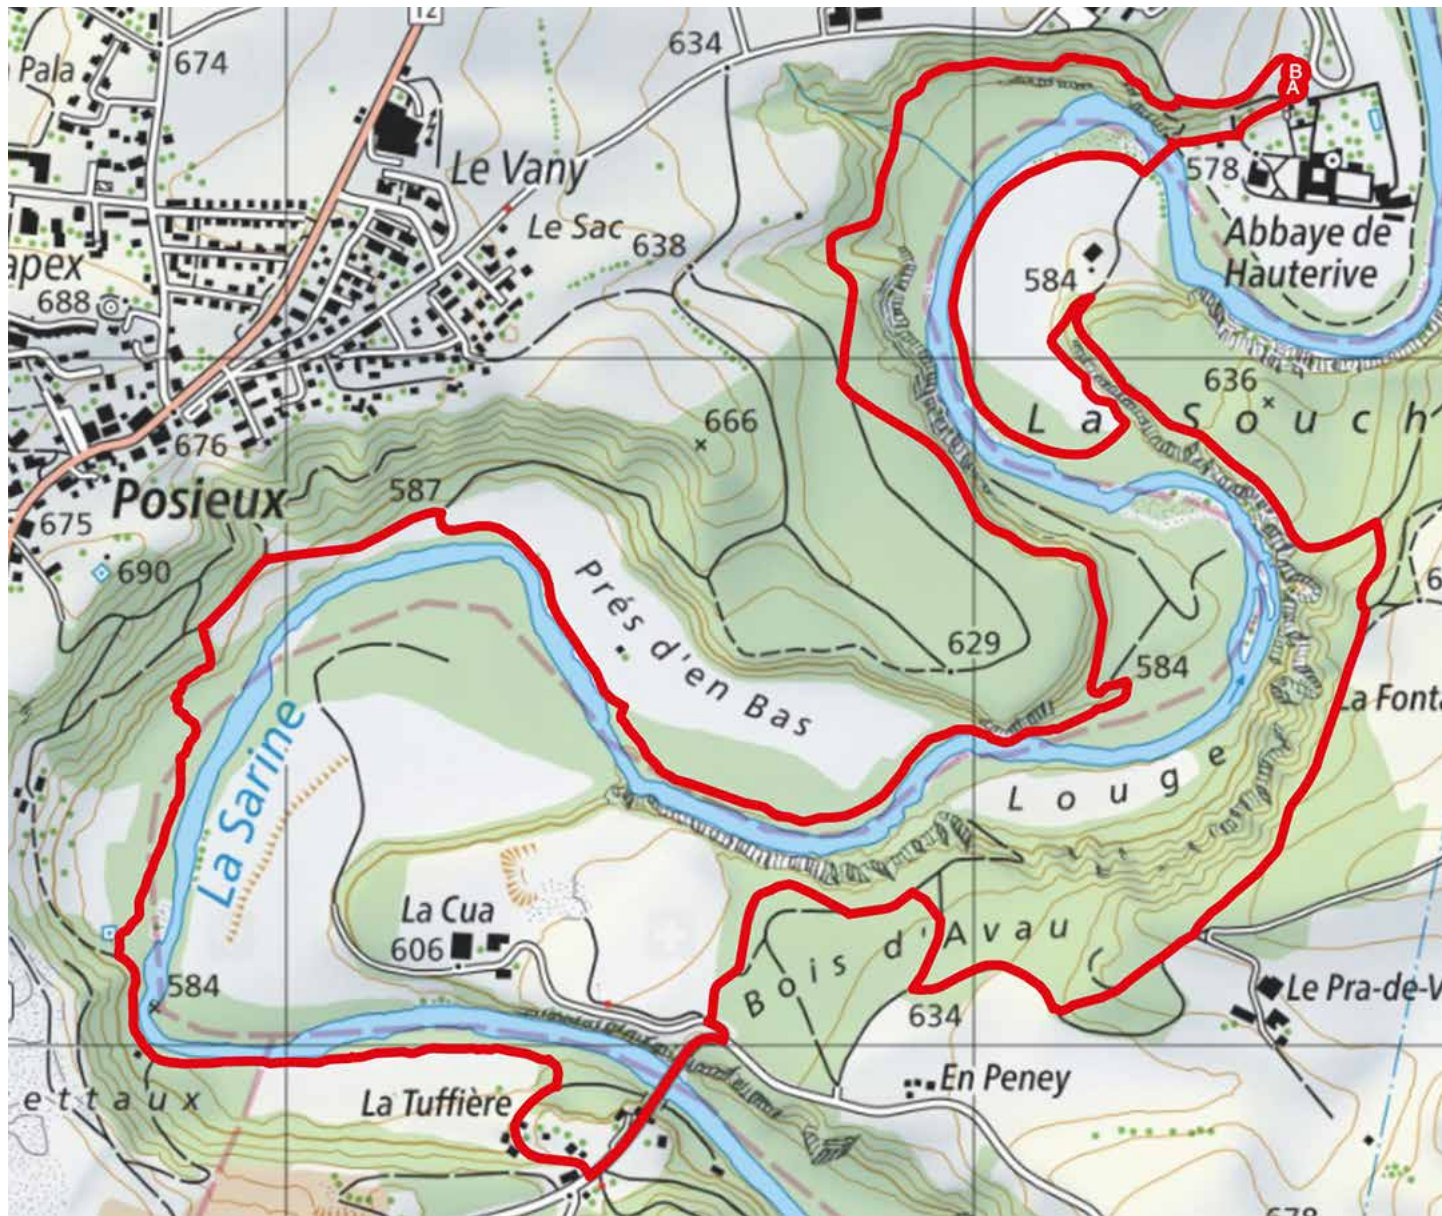 12
Pala
674
634
B
A
Le Vany
578
Le Sac
638
Abbaye de
Hauterive
apex
688
584
636
La Souch
666
676
Posieux
587
675
690
Prés d'en Bas
629
584
La Fonta
La Sarine
Louge
La Cua
606
Bois d'Avau
584
634
Le Pra-de-V
En Peney
ettaux
La Tuffière
678